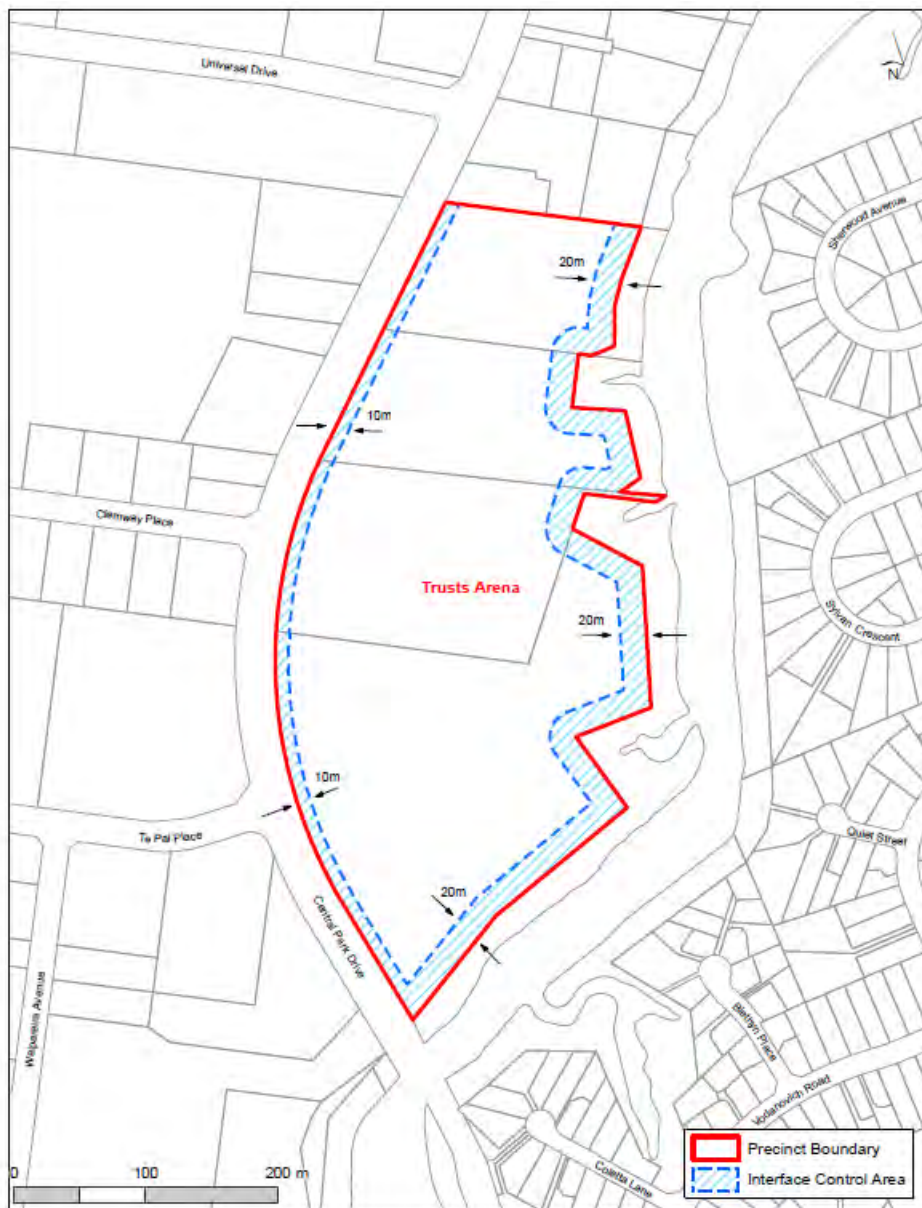 Universal Drive
N
Sherwood Avenue
20m
10m
Clemway Place
Trusts Arena
Sylvan Crescent
20m
10m
Te Pai Place
Quiet Street
20m
Central Park Drive
Waipareira Avenue
Blethyn Place
Vodanovich Road
Coletta Lane
0 100 200 m
Precinct Boundary
Interface Control Area